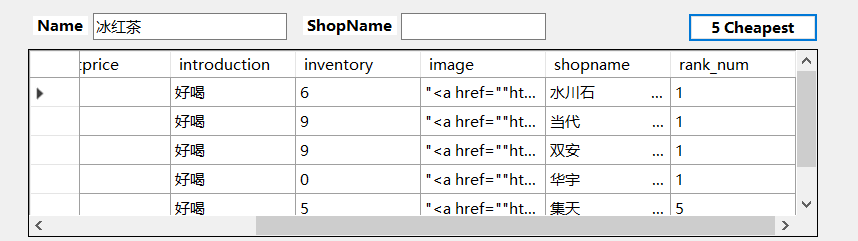 Name 冰红茶 ShopName 5 Cheapest
:price introduction inventory image shopname rank_num
好喝 6 "<a href=""ht... 水川石 ... 1
好喝 9 "<a href=""ht... 当代 ... 1
好喝 9 "<a href=""ht... 双安 ... 1
好喝 0 "<a href=""ht... 华宇 ... 1
好喝 5 "<a href=""ht... 集天 ... 5